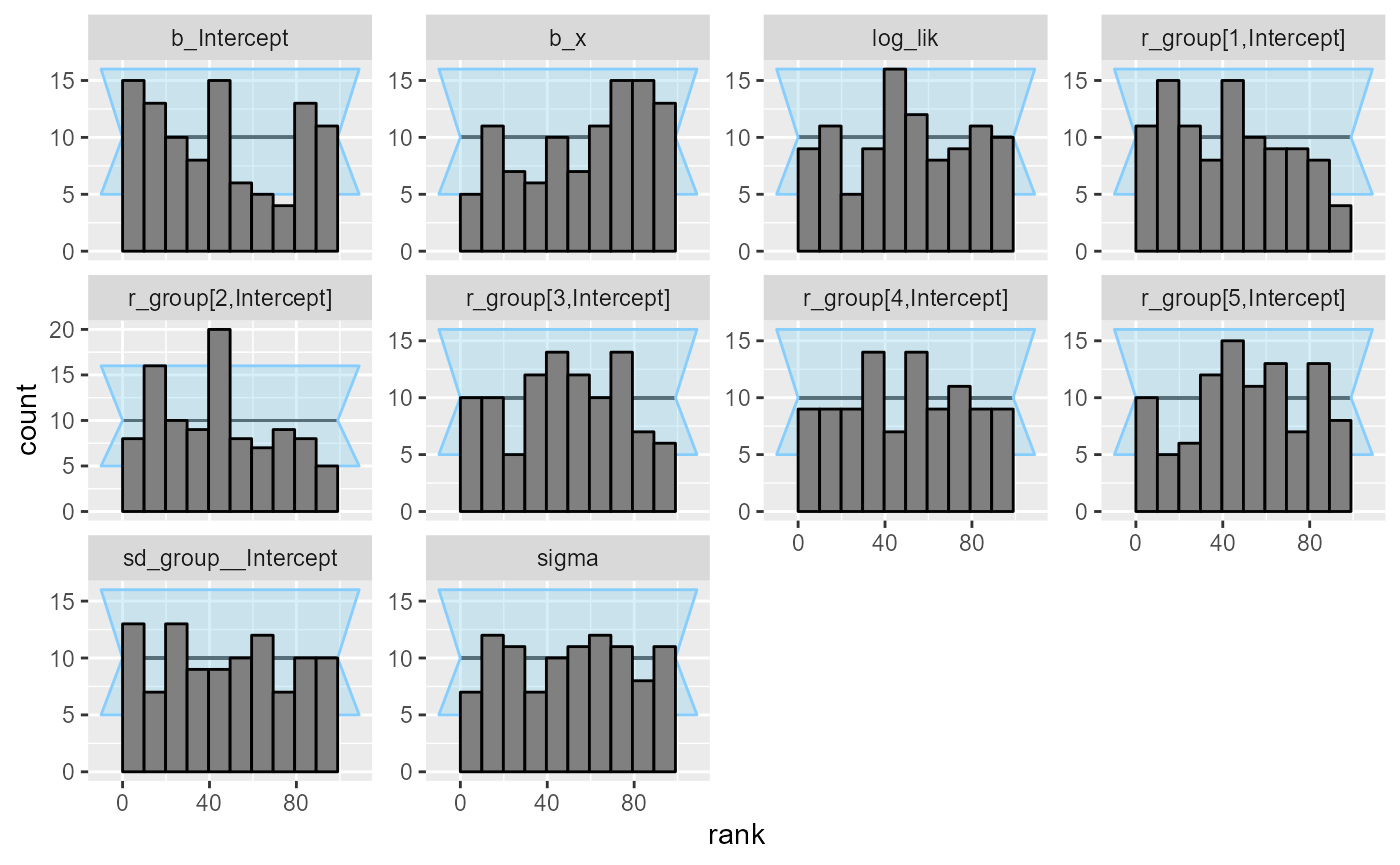 b_Intercept
b_x
log_lik
r_group[1,Intercept]
15
10
5
0
15
10
5
0
15
10
5
0
15
10
5
0
r_group[2,Intercept]
r_group[3,Intercept]
r_group[4,Intercept]
r_group[5,Intercept]
20
15
10
5
0
15
10
5
0
15
10
5
0
15
10
5
0
0 40 80
0 40 80
sd_group__Intercept
sigma
15
10
5
0
15
10
5
0
0 40 80
0 40 80
count
rank